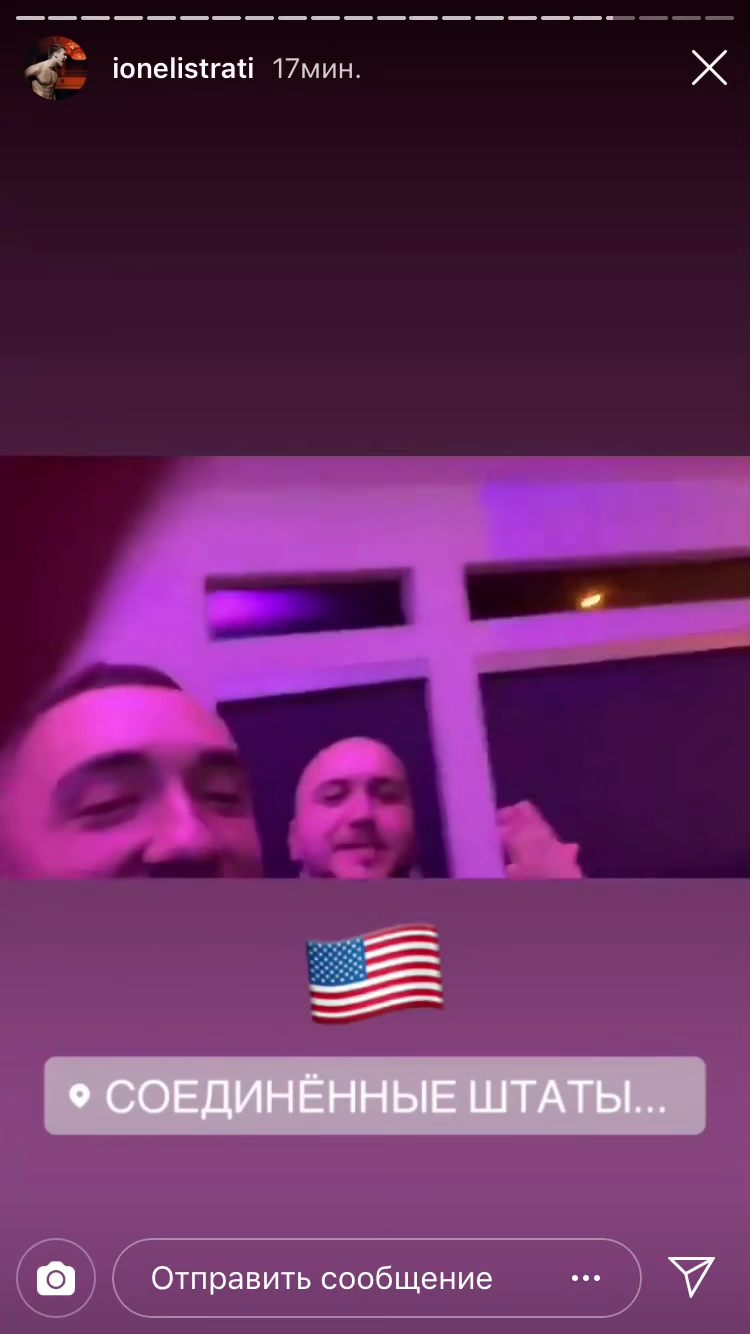 ionelistrati 17мин.
СОЕДИНЁННЫЕ ШТАТЫ...
Отправить сообщение